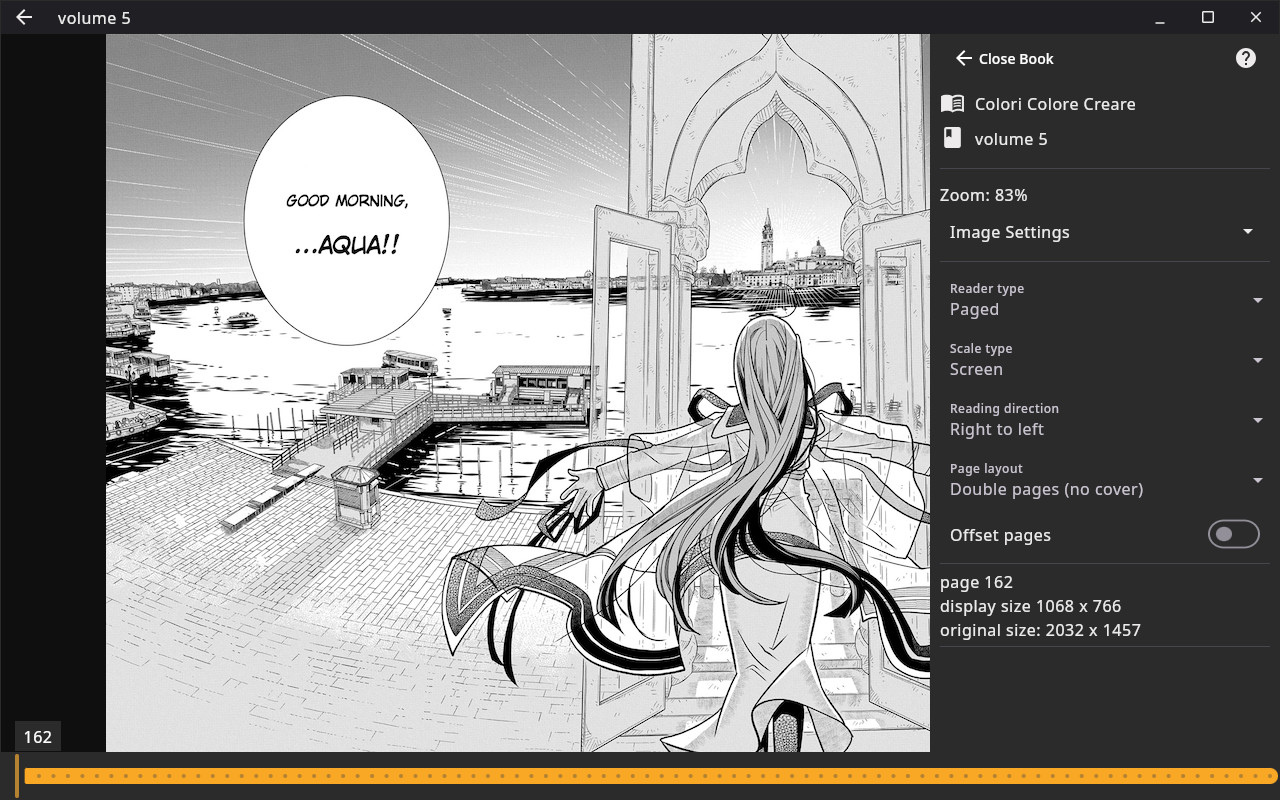 volume 5
GOOD MORNING,
...AQUA!!
Close Book
Colori Colore Creare
volume 5
Zoom: 83%
Image Settings
Reader type
Paged
Scale type
Screen
Reading direction
Right to left
Page layout
Double pages (no cover)
Offset pages
page 162
display size 1068 x 766
original size: 2032 x 1457
162